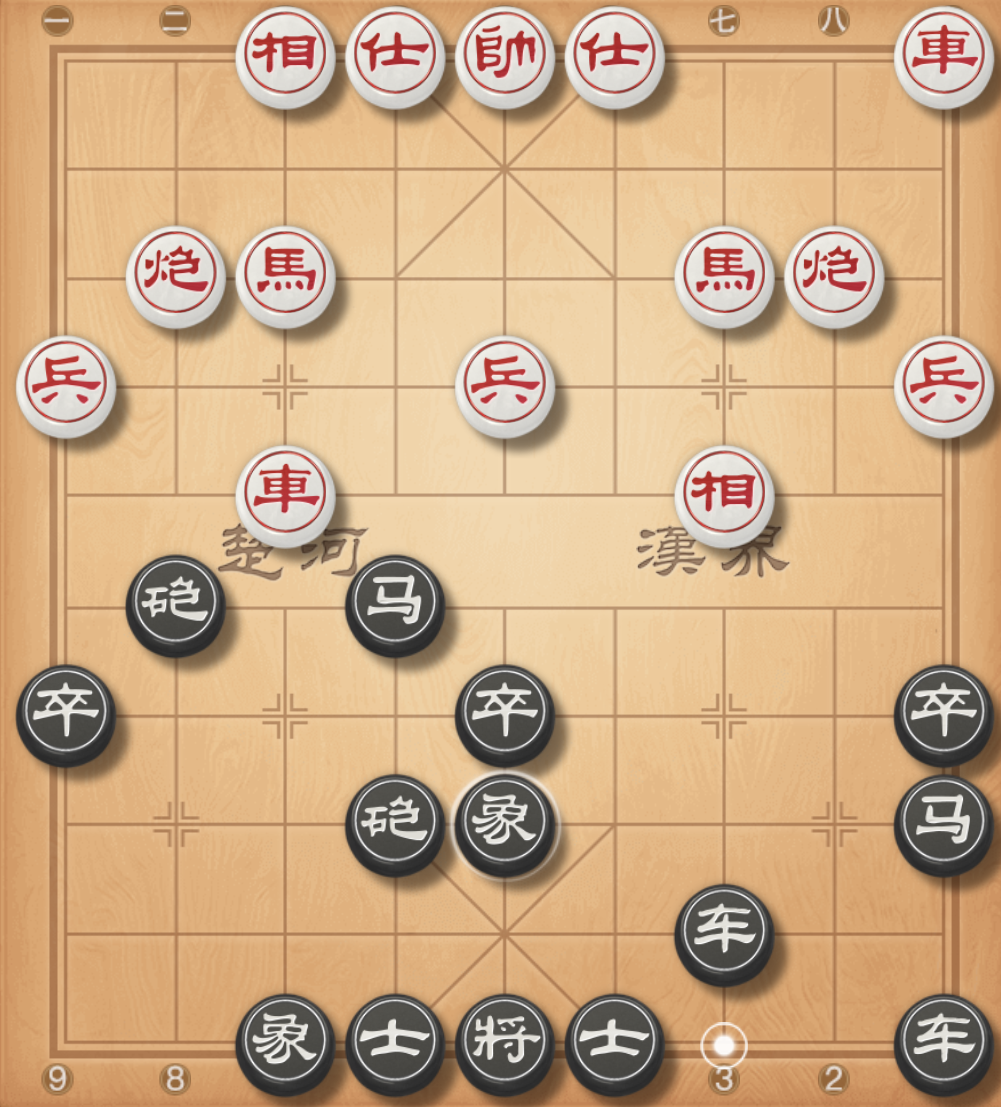 一 二 七 八
相 仕 帥 仕 車
炮 馬 馬 炮
兵 兵 兵
車 相
楚河 漢界
砲 马
卒 卒 卒
砲 象 马
车
象 士 将 士 车
9 8 3 2